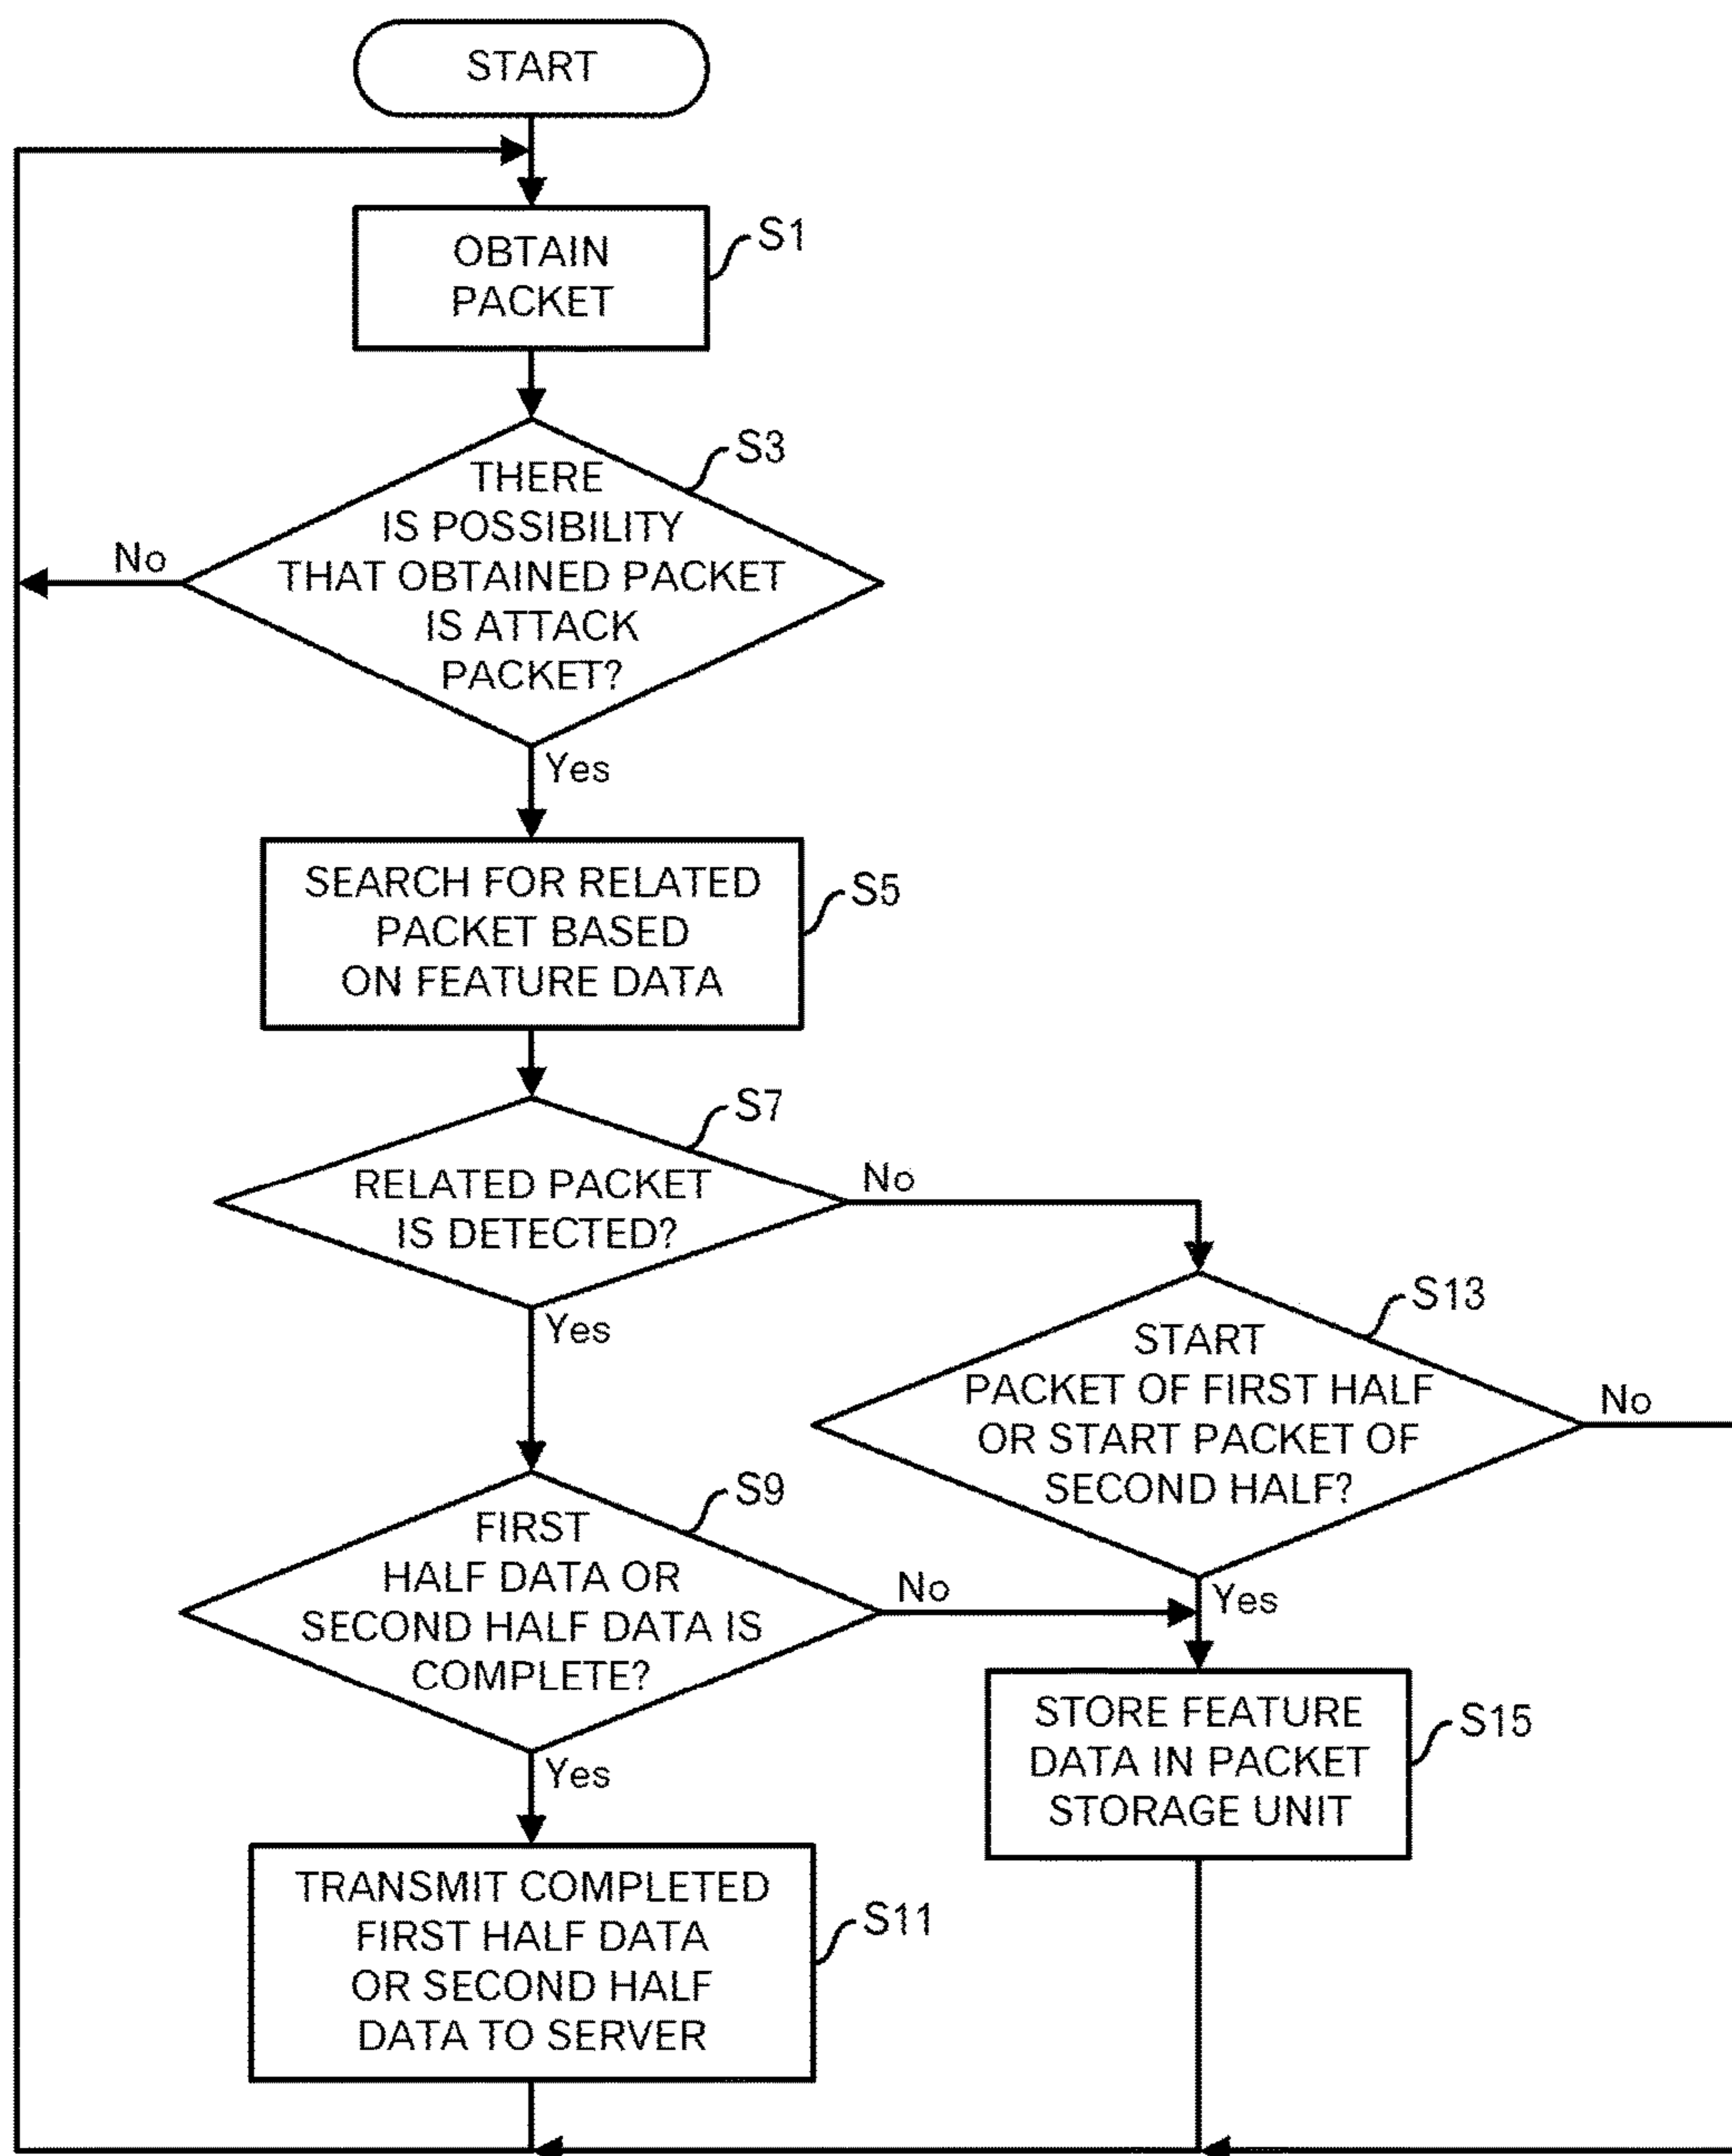 START
OBTAIN
PACKET
S1
THERE
IS POSSIBILITY
THAT OBTAINED PACKET
IS ATTACK
PACKET?
S3
No
Yes
SEARCH FOR RELATED
PACKET BASED
ON FEATURE DATA
S5
RELATED PACKET
IS DETECTED?
S7
No
Yes
START
PACKET OF FIRST HALF
OR START PACKET OF
SECOND HALF?
S13
No
Yes
FIRST
HALF DATA OR
SECOND HALF DATA IS
COMPLETE?
S9
No
Yes
STORE FEATURE
DATA IN PACKET
STORAGE UNIT
S15
TRANSMIT COMPLETED
FIRST HALF DATA
OR SECOND HALF
DATA TO SERVER
S11